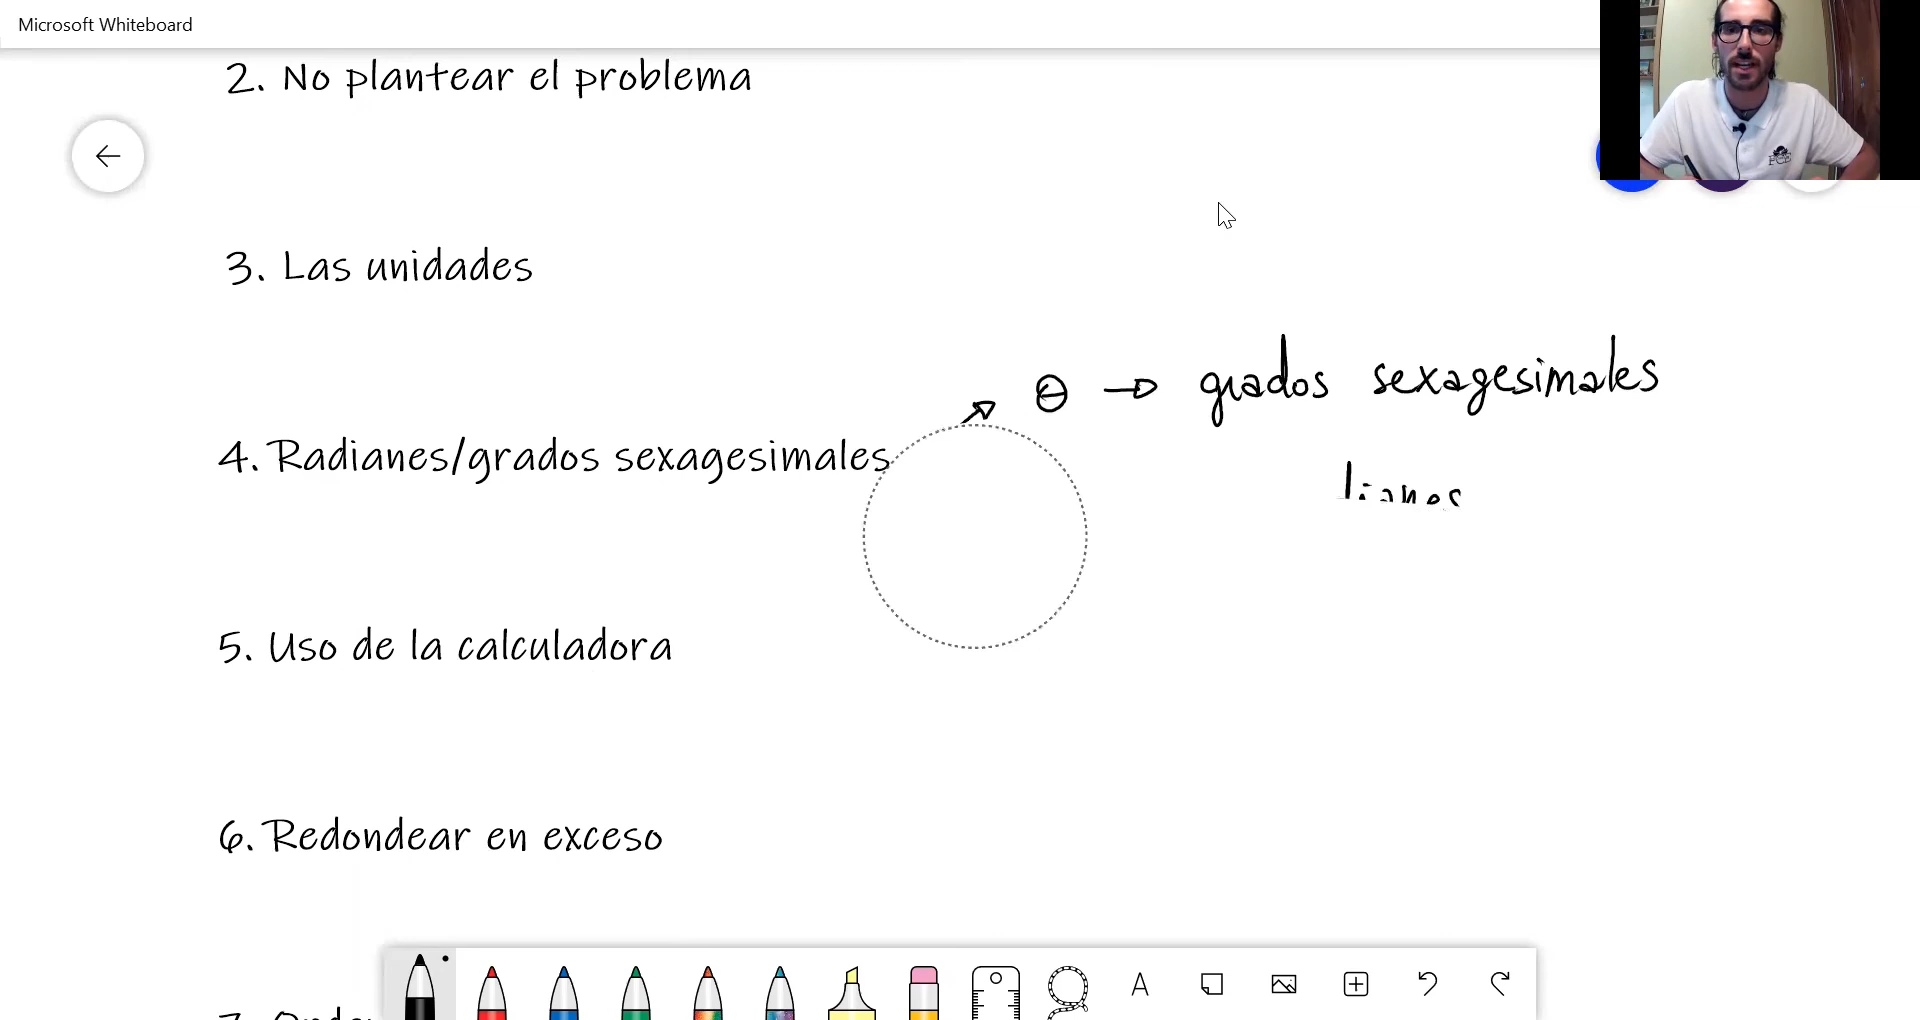 Microsoft Whiteboard
2. No plantear el problema
3. Las unidades
θ → grados sexagesimales
4. Radianes/grados sexagesimales
5. Uso de la calculadora
6. Redondear en exceso
A